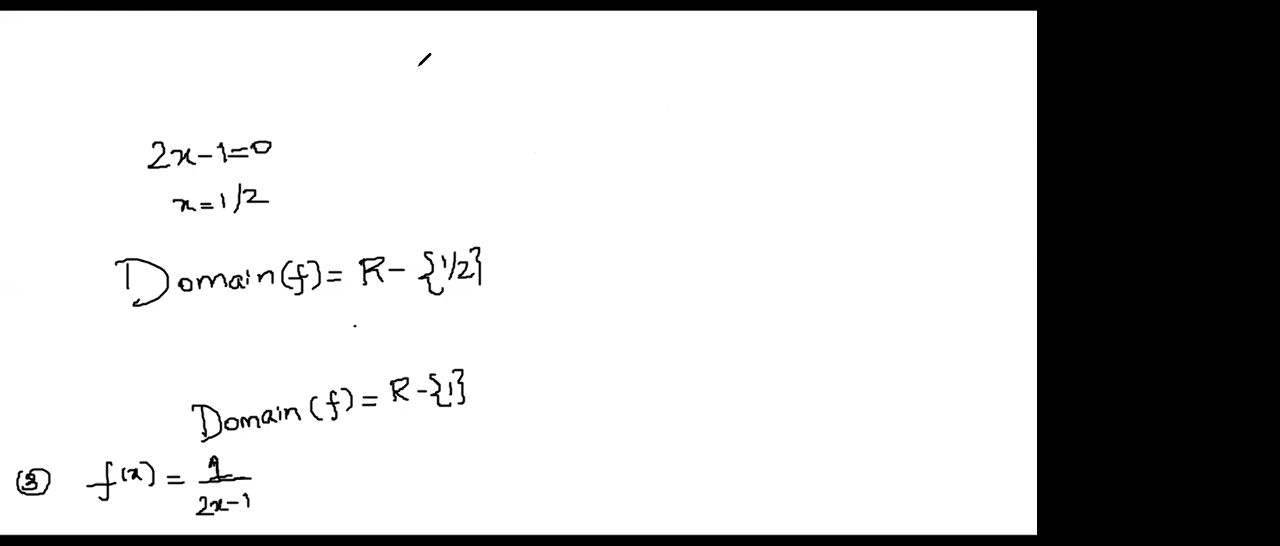 2x-1=0
x=1/2
Domain(f)= R- {1/2}
Domain(f)= R-{1}
③ f(x) = 1/2x-1